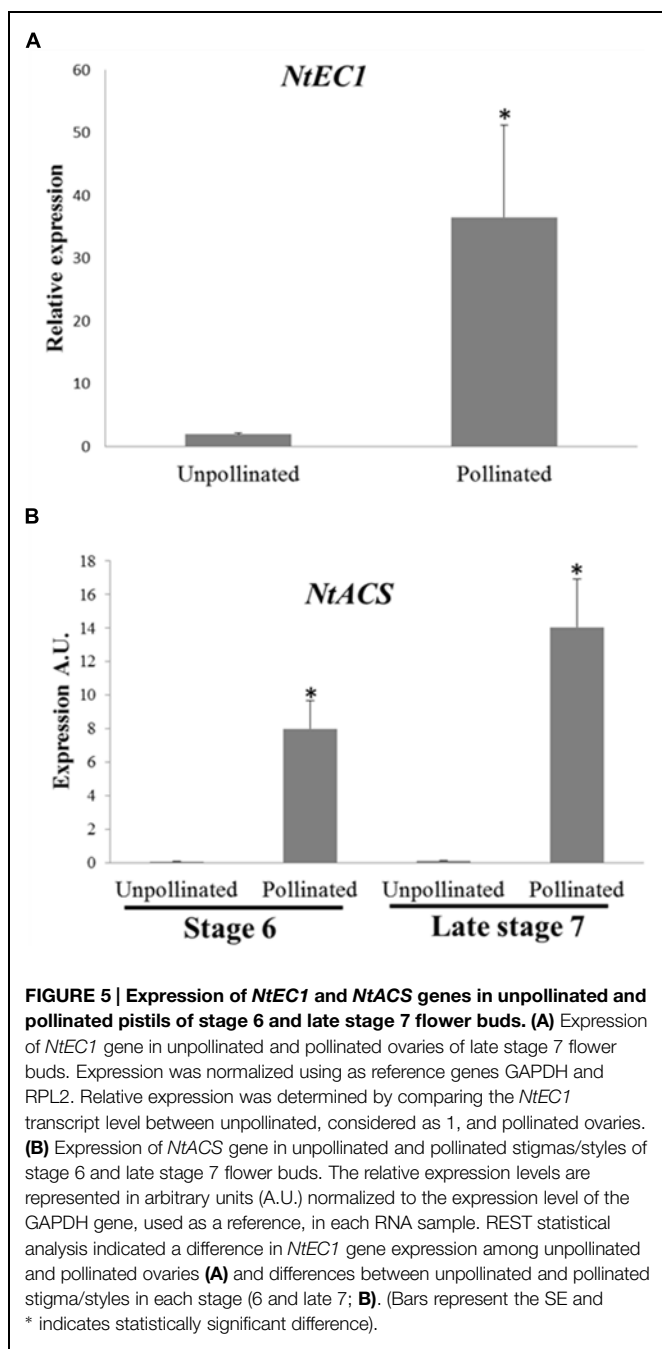 A
NtEC1
60
50
40
30
20
10
0
Relative expression
*
Unpollinated
Pollinated
B
NtACS
18
16
14
12
10
8
6
4
2
0
Expression A.U.
*
*
Unpollinated Pollinated Unpollinated Pollinated
Stage 6 Late stage 7
FIGURE 5 | Expression of NtEC1 and NtACS genes in unpollinated and
pollinated pistils of stage 6 and late stage 7 flower buds. (A) Expression
of NtEC1 gene in unpollinated and pollinated ovaries of late stage 7 flower
buds. Expression was normalized using as reference genes GAPDH and
RPL2. Relative expression was determined by comparing the NtEC1
transcript level between unpollinated, considered as 1, and pollinated ovaries.
(B) Expression of NtACS gene in unpollinated and pollinated stigmas/styles of
stage 6 and late stage 7 flower buds. The relative expression levels are
represented in arbitrary units (A.U.) normalized to the expression level of the
GAPDH gene, used as a reference, in each RNA sample. REST statistical
analysis indicated a difference in NtEC1 gene expression among unpollinated
and pollinated ovaries (A) and differences between unpollinated and pollinated
stigma/styles in each stage (6 and late 7; B). (Bars represent the SE and
* indicates statistically significant difference).